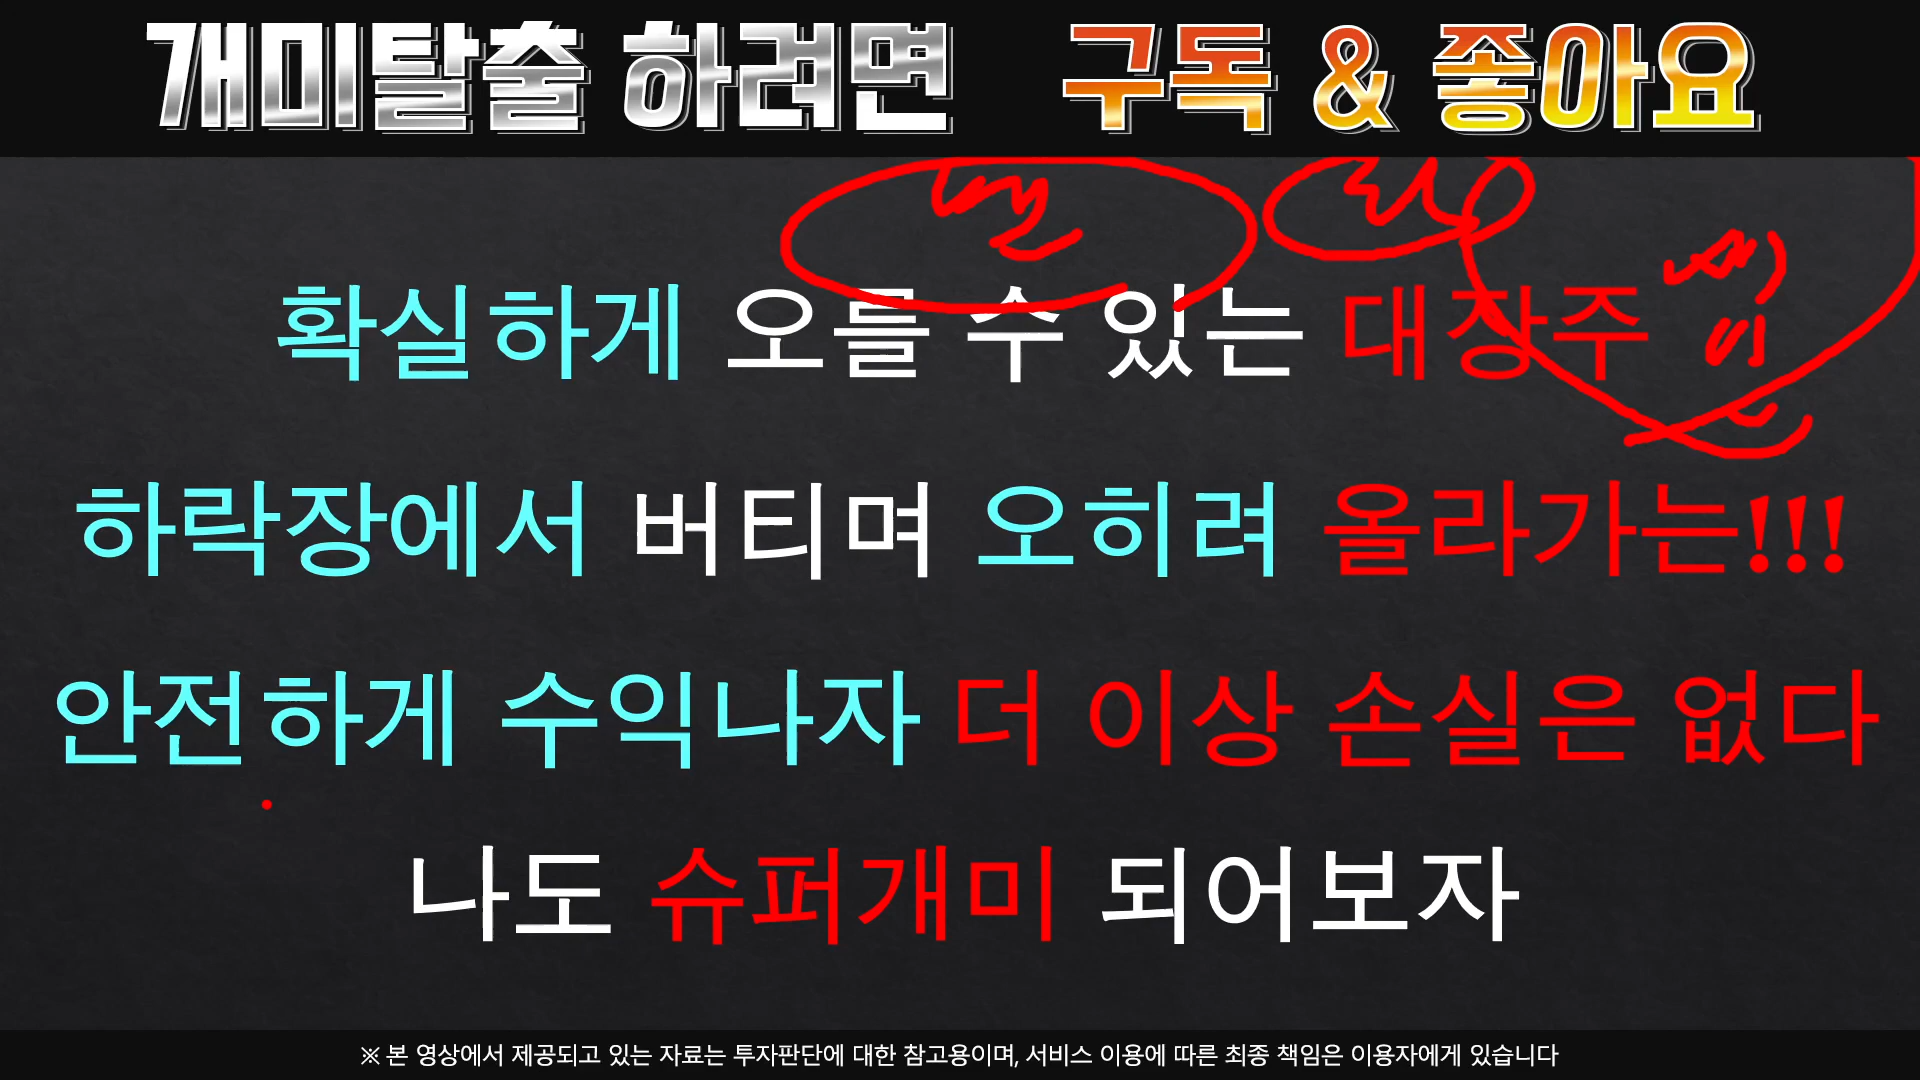 개미탈출 하려면 구독 & 좋아요
확실하게 오를 수 있는 대장주
하락장에서 버티며 오히려 올라가는!!!
안전하게 수익나자 더 이상 손실은 없다
나도 슈퍼개미 되어보자
※ 본 영상에서 제공되고 있는 자료는 투자판단에 대한 참고용이며, 서비스 이용에 따른 최종 책임은 이용자에게 있습니다